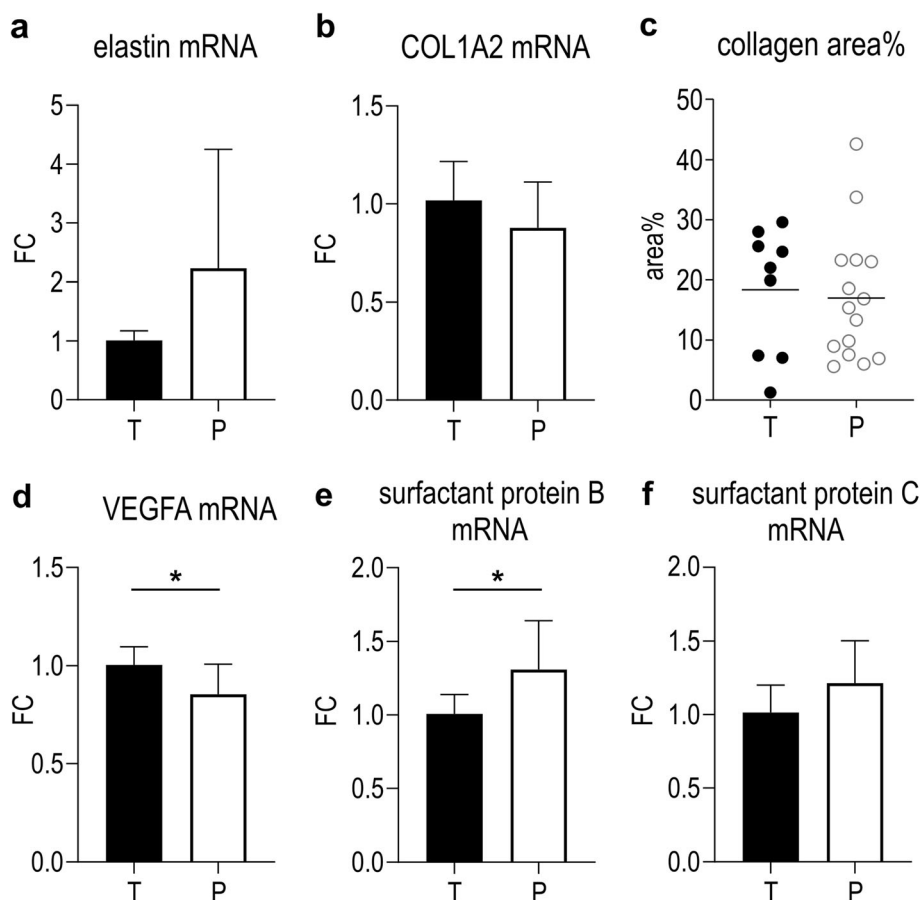 a
elastin mRNA
5
4
3
2
1
0
FC
T P
b
COL1A2 mRNA
1.5
1.0
0.5
0.0
FC
T P
c
collagen area%
50
40
30
20
10
0
area%
T P
d
VEGFA mRNA
1.5
1.0
0.5
0.0
FC
*
T P
e
surfactant protein B
mRNA
2.0
1.5
1.0
0.5
0.0
FC
*
T P
f
surfactant protein C
mRNA
2.0
1.5
1.0
0.5
0.0
FC
T P